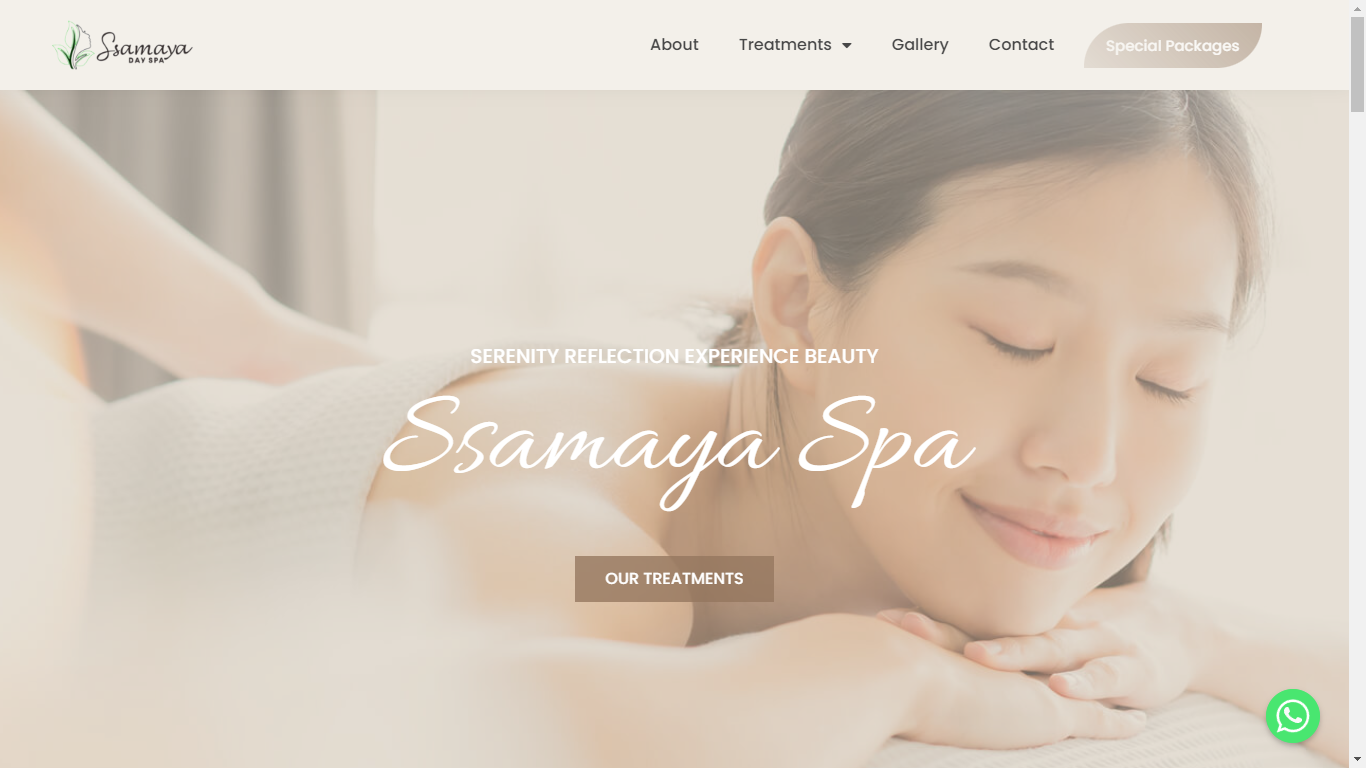 Ssamaya
DAY SPA
About
Treatments
Gallery
Contact
Special Packages
SERENITY REFLECTION EXPERIENCE BEAUTY
Ssamaya Spa
OUR TREATMENTS